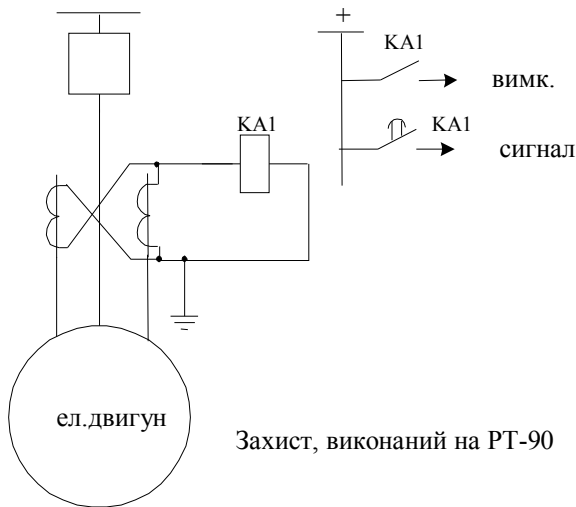 +
KA1
вимк.
KA1
KA1
сигнал
ел.двигун
Захист, виконаний на РТ-90